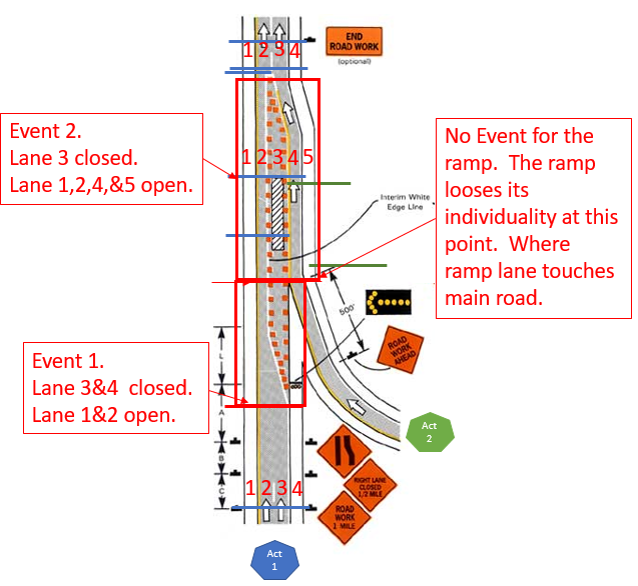 END
ROAD WORK
(optional)
1 2 3 4
Event 2.
Lane 3 closed.
Lane 1,2,4,&5 open.
1 2 3 4 5
No Event for the
ramp. The ramp
looses its
individuality at this
point. Where
ramp lane touches
main road.
Interim White
Edge Line
500'
ROAD
WORK
AHEAD
Event 1.
Lane 3&4 closed.
Lane 1&2 open.
L
A
B
C
Act
2
RIGHT LANE
CLOSED
1/2 MILE
1 2 3 4
ROAD
WORK
1 MILE
Act
1